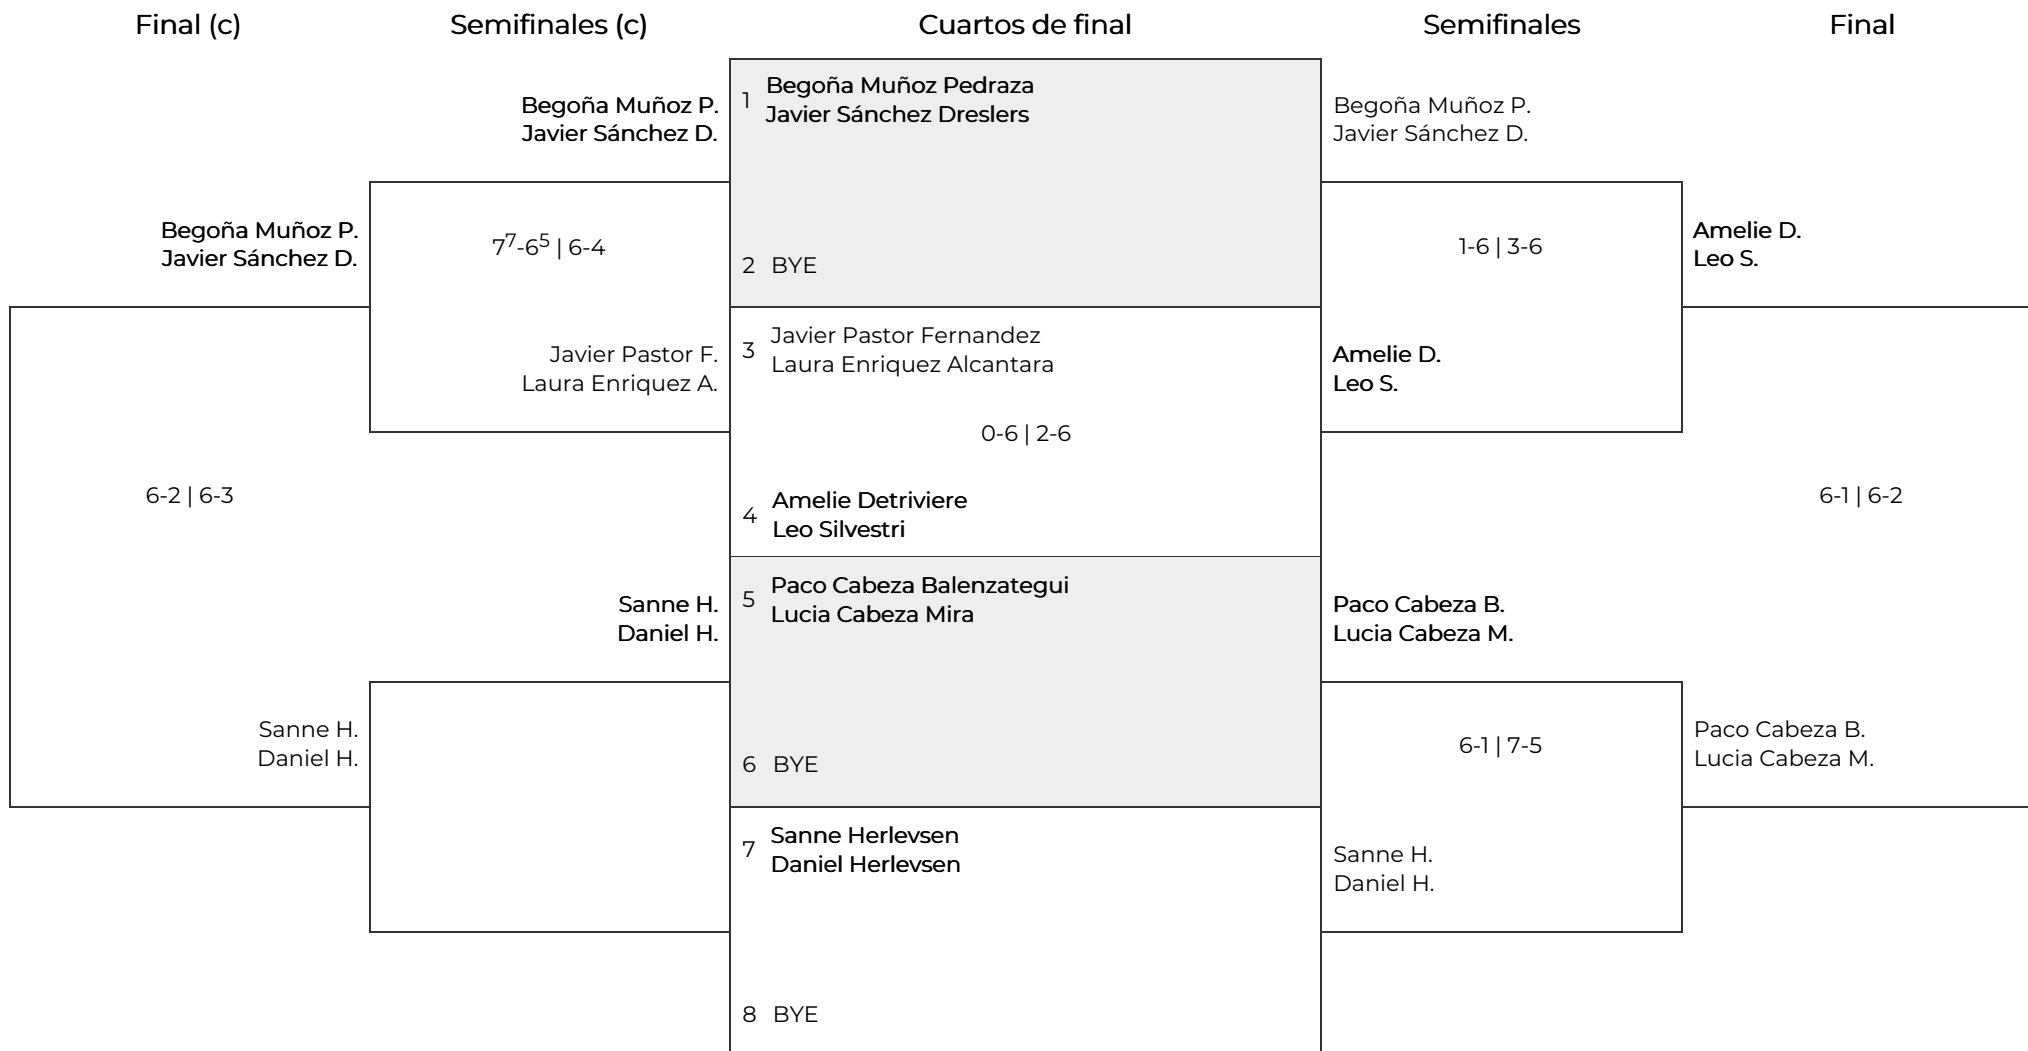 Final (c)
Semifinales (c)
Cuartos de final
Semifinales
Final
Begoña Muñoz P.
Javier Sánchez D.
7⁷-6⁵ | 6-4
Javier Pastor F.
Laura Enriquez A.
Begoña Muñoz P.
Javier Sánchez D.
6-2 | 6-3
Sanne H.
Daniel H.
Sanne H.
Daniel H.
1 Begoña Muñoz Pedraza
Javier Sánchez Dreslers
2 BYE
3 Javier Pastor Fernandez
Laura Enriquez Alcantara
0-6 | 2-6
4 Amelie Detriviere
Leo Silvestri
5 Paco Cabeza Balenzategui
Lucia Cabeza Mira
6 BYE
7 Sanne Herlevsen
Daniel Herlevsen
8 BYE
Begoña Muñoz P.
Javier Sánchez D.
1-6 | 3-6
Amelie D.
Leo S.
Paco Cabeza B.
Lucia Cabeza M.
6-1 | 7-5
Sanne H.
Daniel H.
Amelie D.
Leo S.
6-1 | 6-2
Paco Cabeza B.
Lucia Cabeza M.